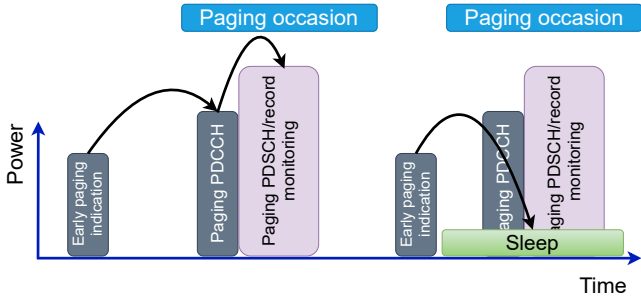 Paging occasion
Paging occasion
Power
Early paging
indication
Paging PDCCH
Paging PDSCH/record
monitoring
Early paging
indication
Paging PDCCH
Paging PDSCH/record
monitoring
Sleep
Time